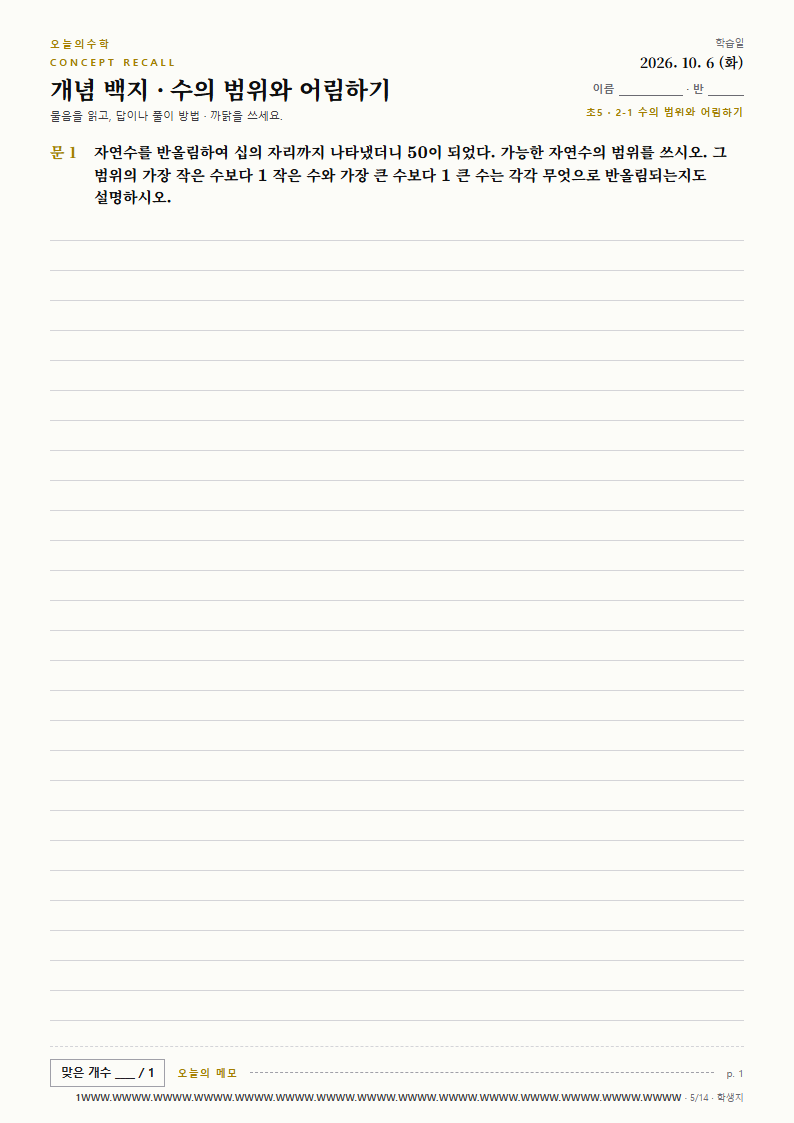 오늘의수학
CONCEPT RECALL
개념 백지 · 수의 범위와 어림하기
물음을 읽고, 답이나 풀이 방법 · 까닭을 쓰세요.
학습일
2026. 10. 6 (화)
이름 ________ · 반 _____
초5 · 2-1 수의 범위와 어림하기
문 1 자연수를 반올림하여 십의 자리까지 나타냈더니 50이 되었다. 가능한 자연수의 범위를 쓰시오. 그
범위의 가장 작은 수보다 1 작은 수와 가장 큰 수보다 1 큰 수는 각각 무엇으로 반올림되는지도
설명하시오.
맞은 개수 ___ / 1 오늘의 메모 p. 1
1WWW.WWWW.WWWW.WWWW.WWWW.WWWW.WWWW.WWWW.WWWW.WWWW.WWWW.WWWW.WWWW.WWWW.WWWW · 5/14 · 학생지